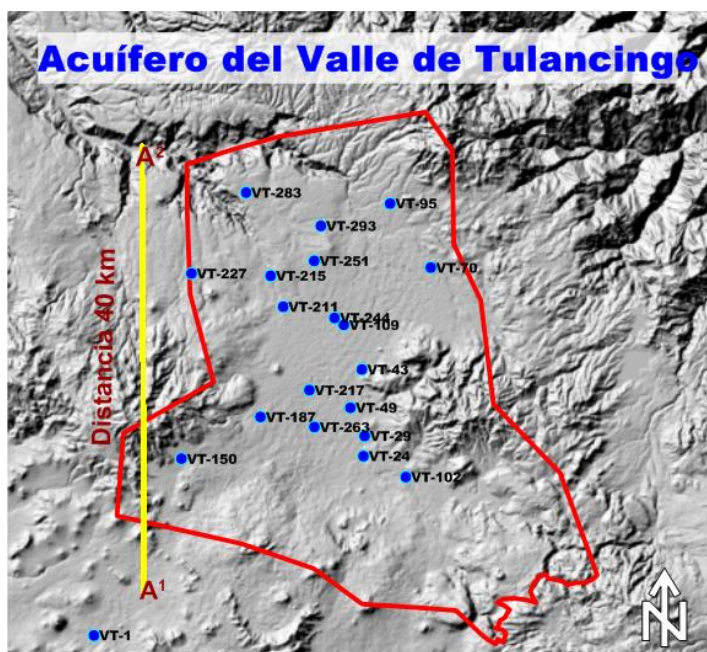 Acuífero del Valle de Tulancingo
A²
VT-283
VT-95
VT-293
VT-251
VT-70
VT-227
VT-215
VT-211
VT-244
VT-109
Distancia 40 km
VT-43
VT-217
VT-49
VT-187
VT-263
VT-29
VT-150
VT-24
VT-102
A¹
VT-1
N